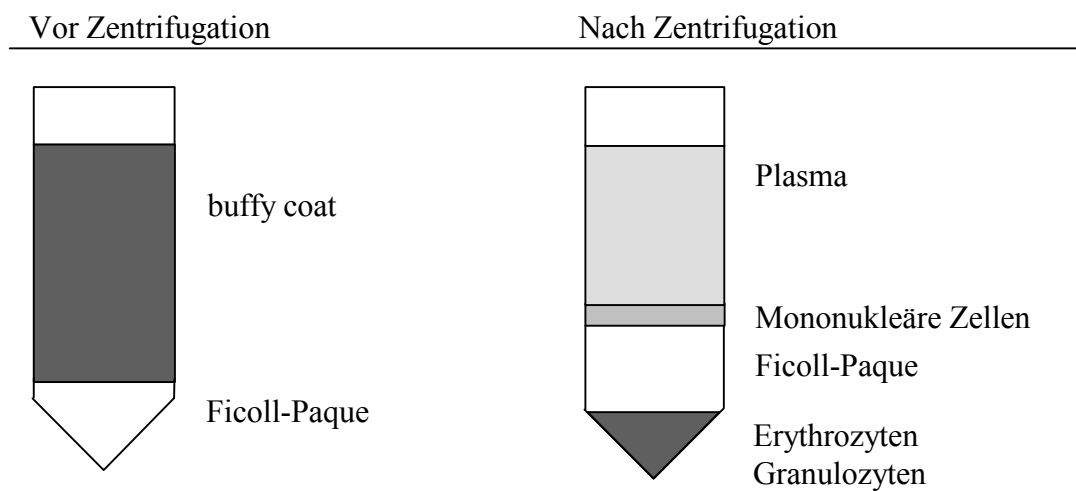 Vor Zentrifugation
Nach Zentrifugation
buffy coat
Ficoll-Paque
Plasma
Mononukleäre Zellen
Ficoll-Paque
Erythrozyten
Granulozyten